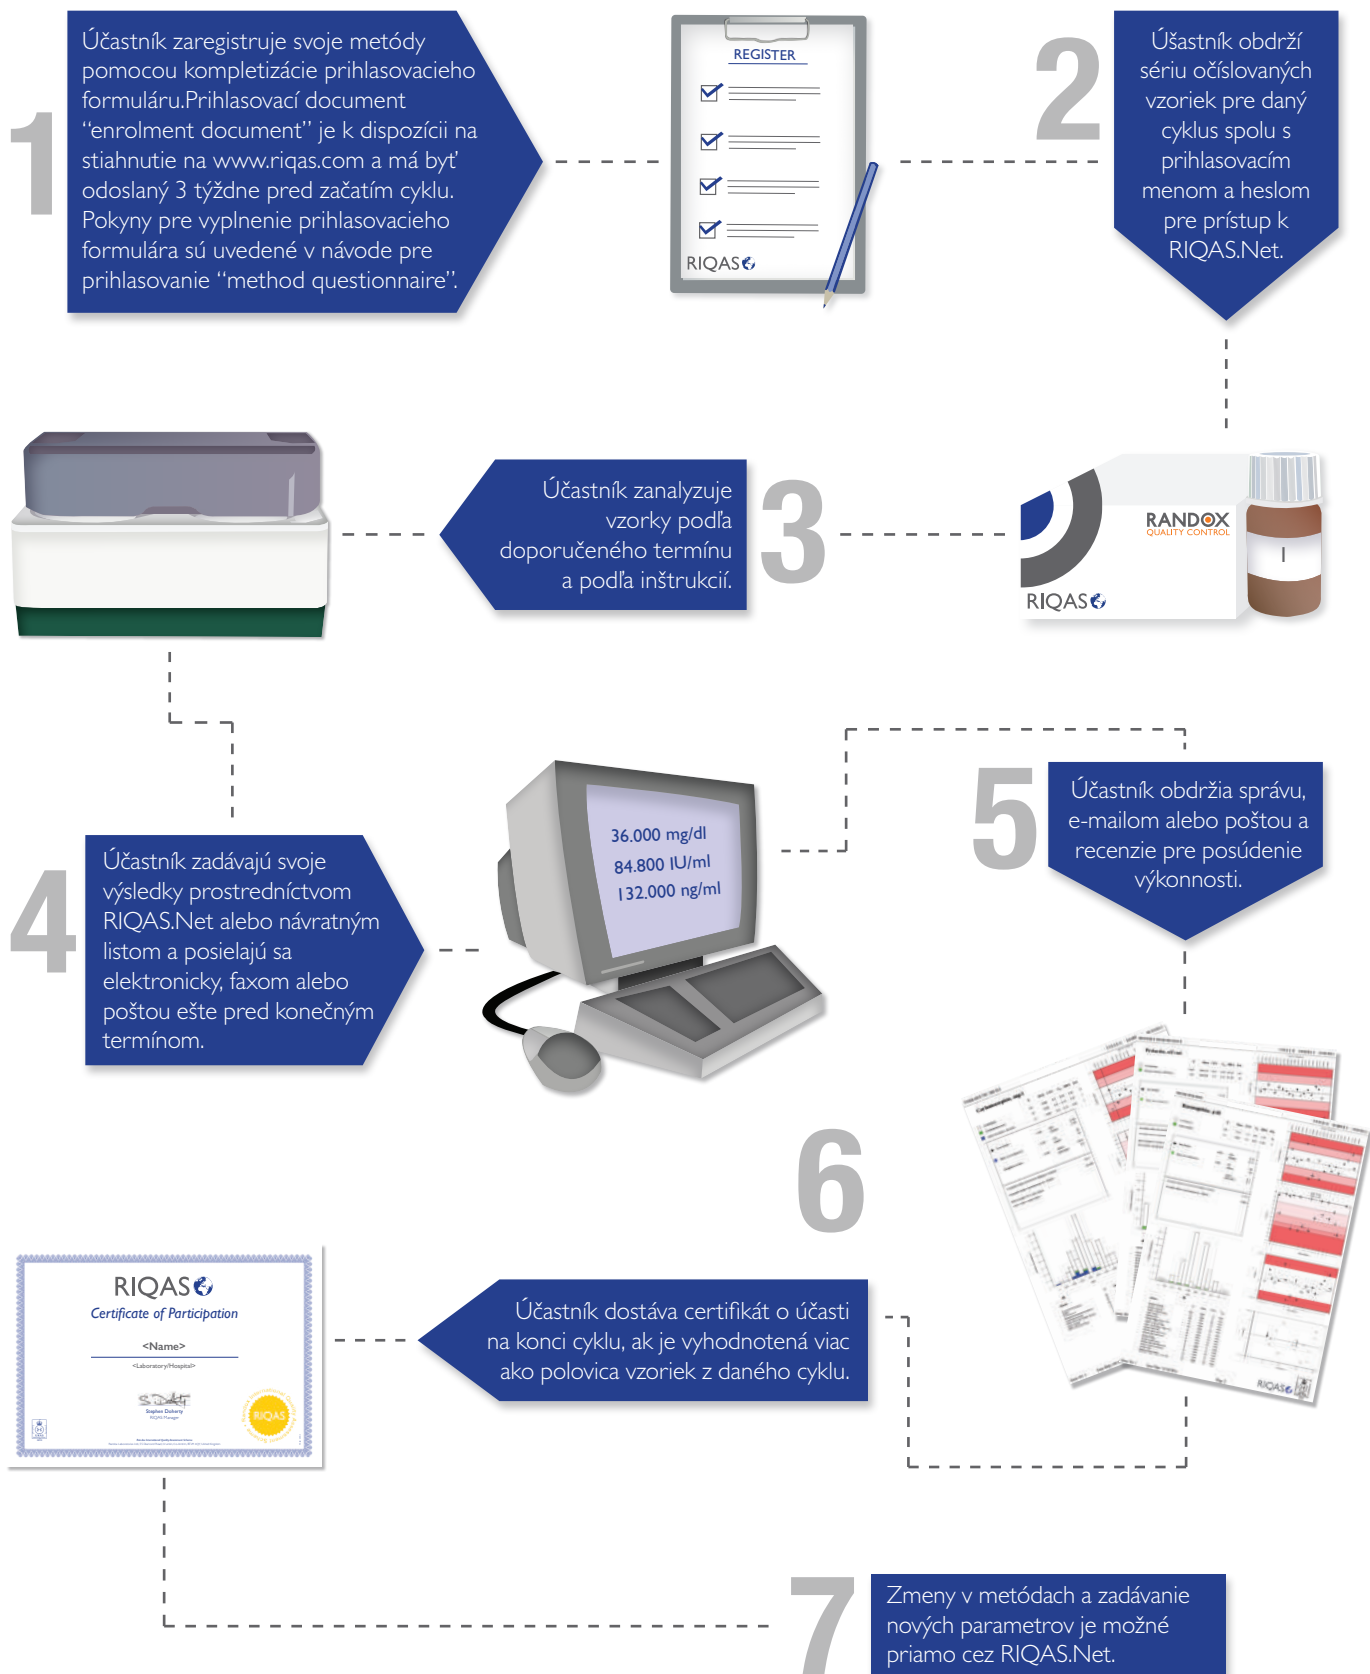 1
Účastník zaregistruje svoje metódy
pomocou kompletizácie prihlasovacieho
formuláru.Prihlasovací document
“enrolment document” je k dispozícii na
stiahnutie na www.riqas.com a má byť
odoslaný 3 týždne pred začatím cyklu.
Pokyny pre vyplnenie prihlasovacieho
formulára sú uvedené v návode pre
prihlasovanie “method questionnaire”.
REGISTER
RIQAS
2
Úšastník obdrží
sériu očíslovaných
vzoriek pre daný
cyklus spolu s
prihlasovacím
menom a heslom
pre prístup k
RIQAS.Net.
RANDOX
QUALITY CONTROL
RIQAS
I
3
Účastník zanalyzuje
vzorky podľa
doporučeného termínu
a podľa inštrukcií.
4
Účastník zadávajú svoje
výsledky prostredníctvom
RIQAS.Net alebo návratným
listom a posielajú sa
elektronicky, faxom alebo
poštou ešte pred konečným
termínom.
36.000 mg/dl
84.800 IU/ml
132.000 ng/ml
5
Účastník obdržia správu,
e-mailom alebo poštou a
recenzie pre posúdenie
výkonnosti.
RIQAS
6
Účastník dostáva certifikát o účasti
na konci cyklu, ak je vyhodnotená viac
ako polovica vzoriek z daného cyklu.
RIQAS
Certificate of Participation
<Name>
<Laboratory/Hospital>
Stephen Doherty
RIQAS Manager
RIQAS
7
Zmeny v metódach a zadávanie
nových parametrov je možné
priamo cez RIQAS.Net.